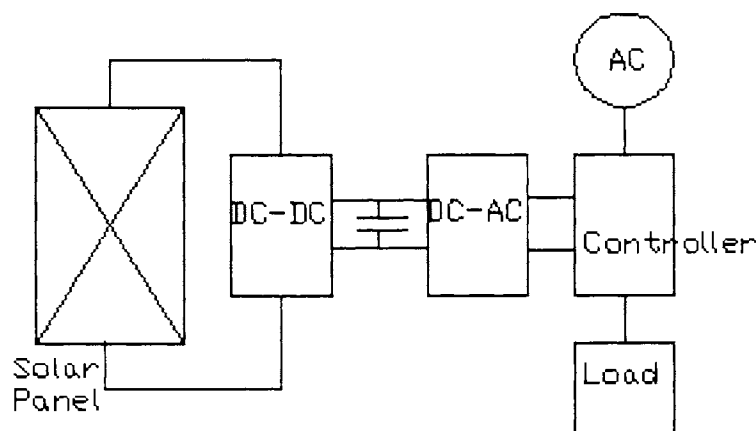 AC
DC-DC
DC-AC
Controller
Solar
Panel
Load